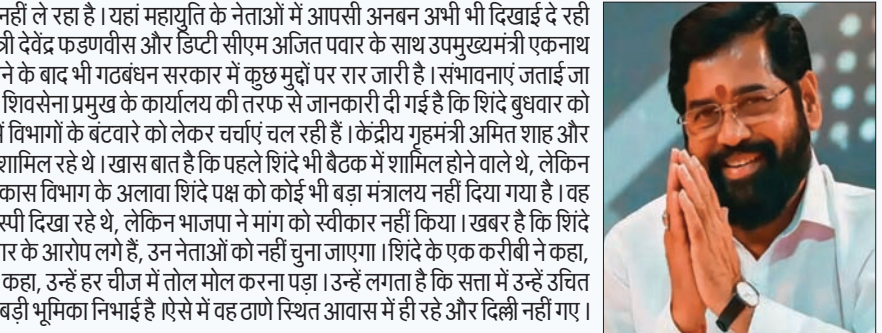 नहीं ले रहा है। यहां महायुति के नेताओं में आपसी अनबन अभी भी दिखाई दे रही
देवेंद्र फडणवीस और डिप्टी सीएम अजित पवार के साथ उपमुख्यमंत्री एकनाथ
ने के बाद भी गठबंधन सरकार में कुछ मुद्दों पर रार जारी है। संभावनाएं जताई जा
शिवसेना प्रमुख के कार्यालय की तरफ से जानकारी दी गई है कि शिंदे बुधवार को
विभागों के बंटवारे को लेकर चर्चाएं चल रही हैं। केंद्रीय गृहमंत्री अमित शाह और
शामिल रहे थे। खास बात है कि पहले शिंदे भी बैठक में शामिल होने वाले थे, लेकिन
कास विभाग के अलावा शिंदे पक्ष को कोई भी बड़ा मंत्रालय नहीं दिया गया है। वह
स्पी दिखा रहे थे, लेकिन भाजपा ने मांग को स्वीकार नहीं किया। खबर है कि शिंदे
ार के आरोप लगे हैं, उन नेताओं को नहीं चुना जाएगा। शिंदे के एक करीबी ने कहा,
कहा, उन्हें हर चीज में तोल मोल करना पड़ा। उन्हें लगता है कि सत्ता में उन्हें उचित
बड़ी भूमिका निभाई है।ऐसे में वह ठाणे स्थित आवास में ही रहे और दिल्ली नहीं गए।